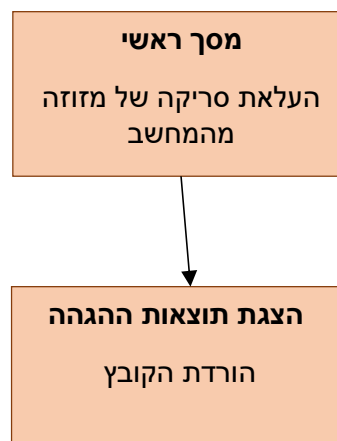 מסך ראשי
העלאת סריקה של מזוזה
מהמחשב
הצגת תוצאות ההגהה
הורדת הקובץ